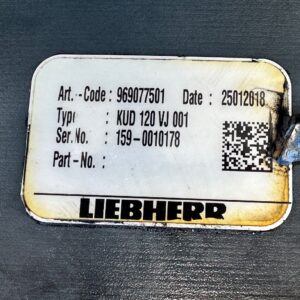 Art. -Code : 969077501 Date : 25012018
Type : KUD 120 VJ 001
Ser.No. : 159-0010178
Part-No. :
LIEBHERR